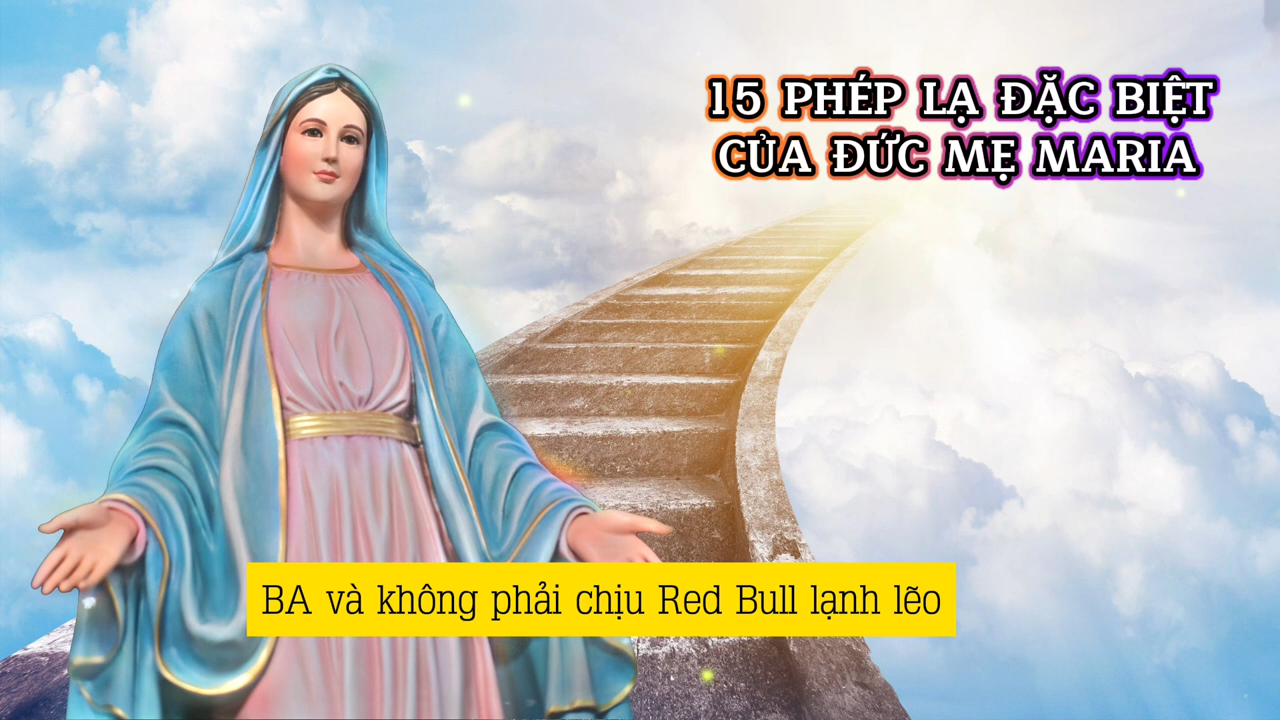 15 PHÉP LẠ ĐẶC BIỆT
CỦA ĐỨC MẸ MARIA
BA và không phải chịu Red Bull lạnh lẽo